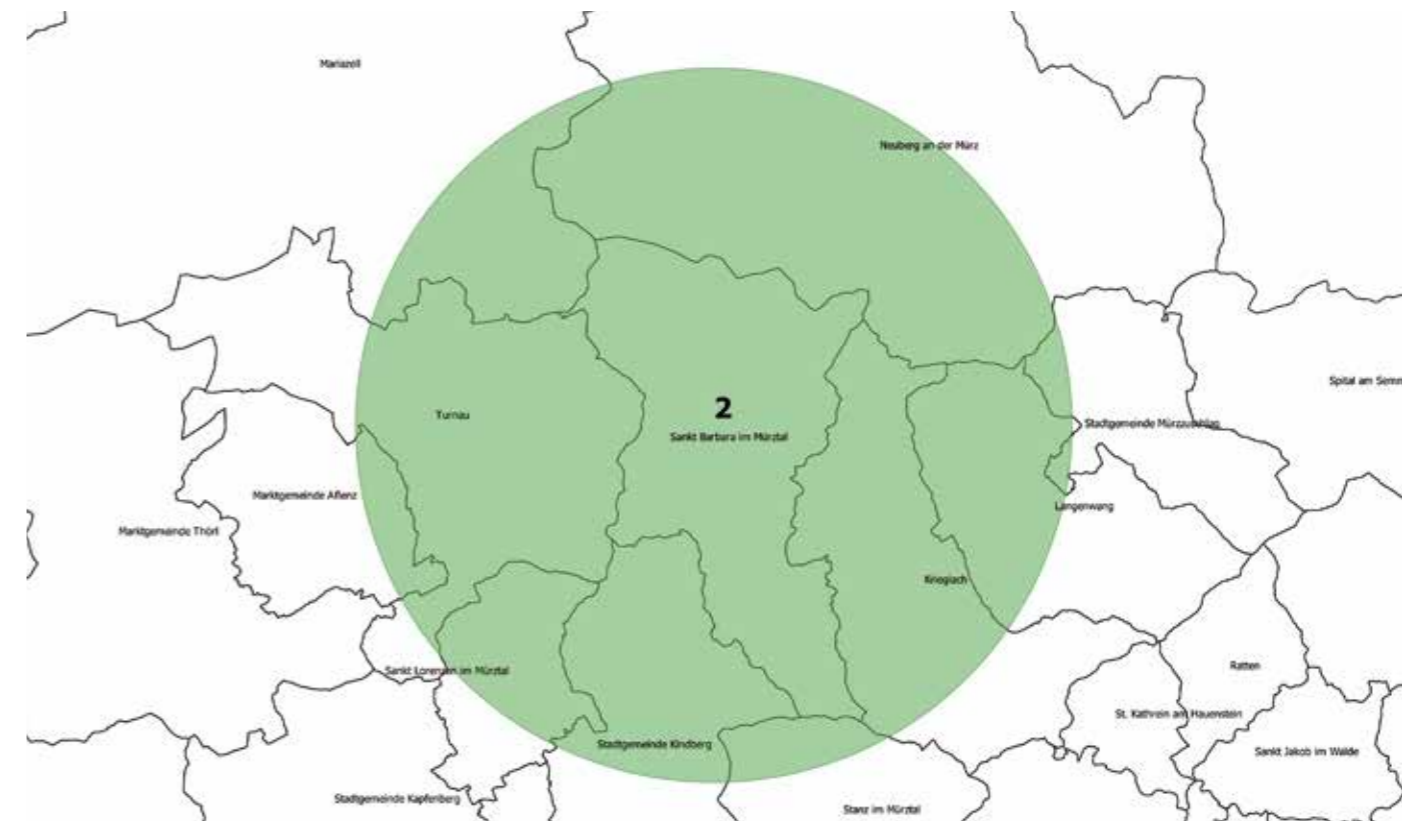 Mariazell
Neuberg an der Mürz
Spital am Semm
2
Turnau
Stadtgemeinde Mürzzuschlag
Sankt Barbara im Mürztal
Marktgemeinde Aflenz
Langenwang
Marktgemeinde Thörl
Krieglach
Ratten
Sankt Lorenzen im Mürztal
St. Kathrein am Hauenstein
Stadtgemeinde Kindberg
Sankt Jakob im Walde
Stadtgemeinde Kapfenberg
Stanz im Mürztal